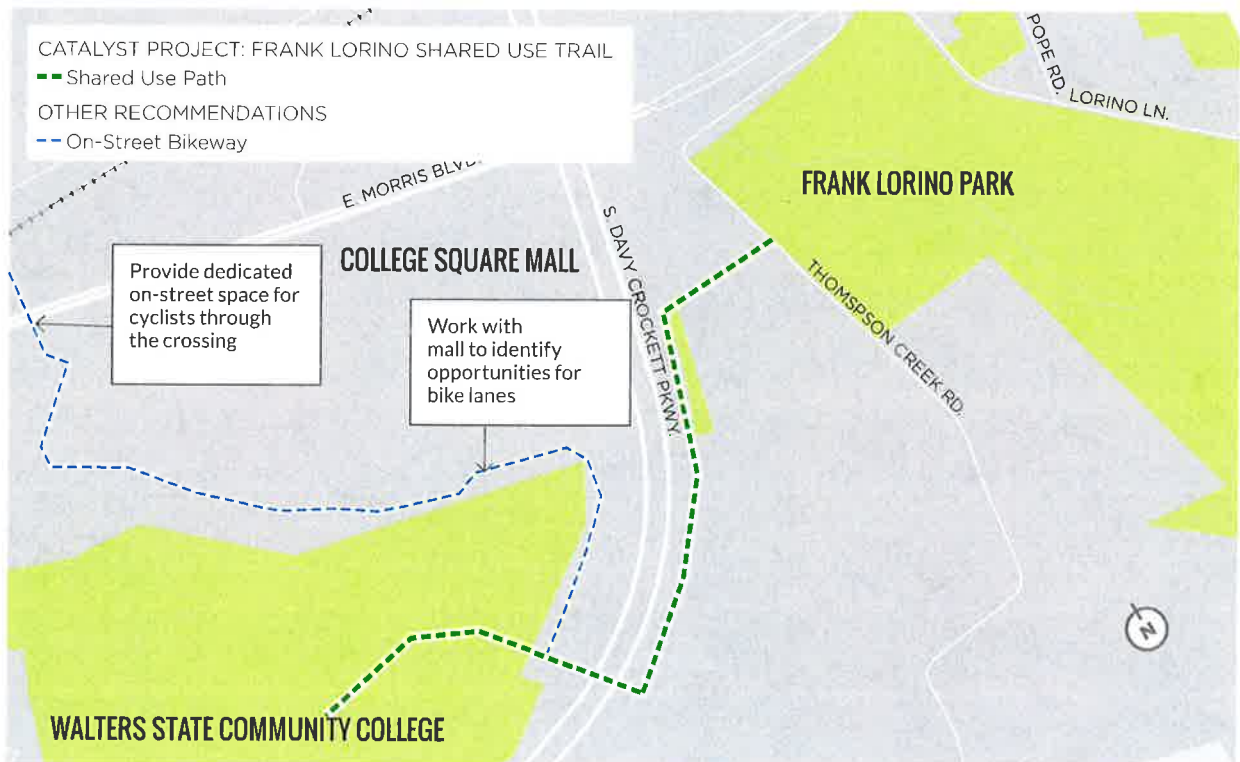 CATALYST PROJECT: FRANK LORINO SHARED USE TRAIL
Shared Use Path
OTHER RECOMMENDATIONS
On-Street Bikeway
POPE RD.
LORINO LN.
E. MORRIS BLVD.
FRANK LORINO PARK
S. DAVY CROCKETT PKWY.
COLLEGE SQUARE MALL
Provide dedicated
on-street space for
cyclists through
the crossing
Work with
mall to identify
opportunities for
bike lanes
THOMSPSON CREEK RD.
N
WALTERS STATE COMMUNITY COLLEGE